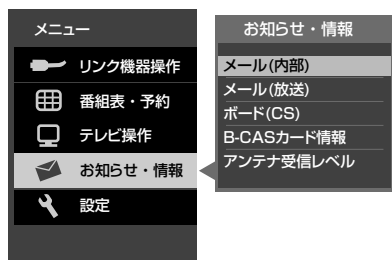 メニュー
リンク機器操作
番組表・予約
テレビ操作
お知らせ・情報
設定
お知らせ・情報
メール(内部)
メール(放送)
ボード(CS)
B-CASカード情報
アンテナ受信レベル